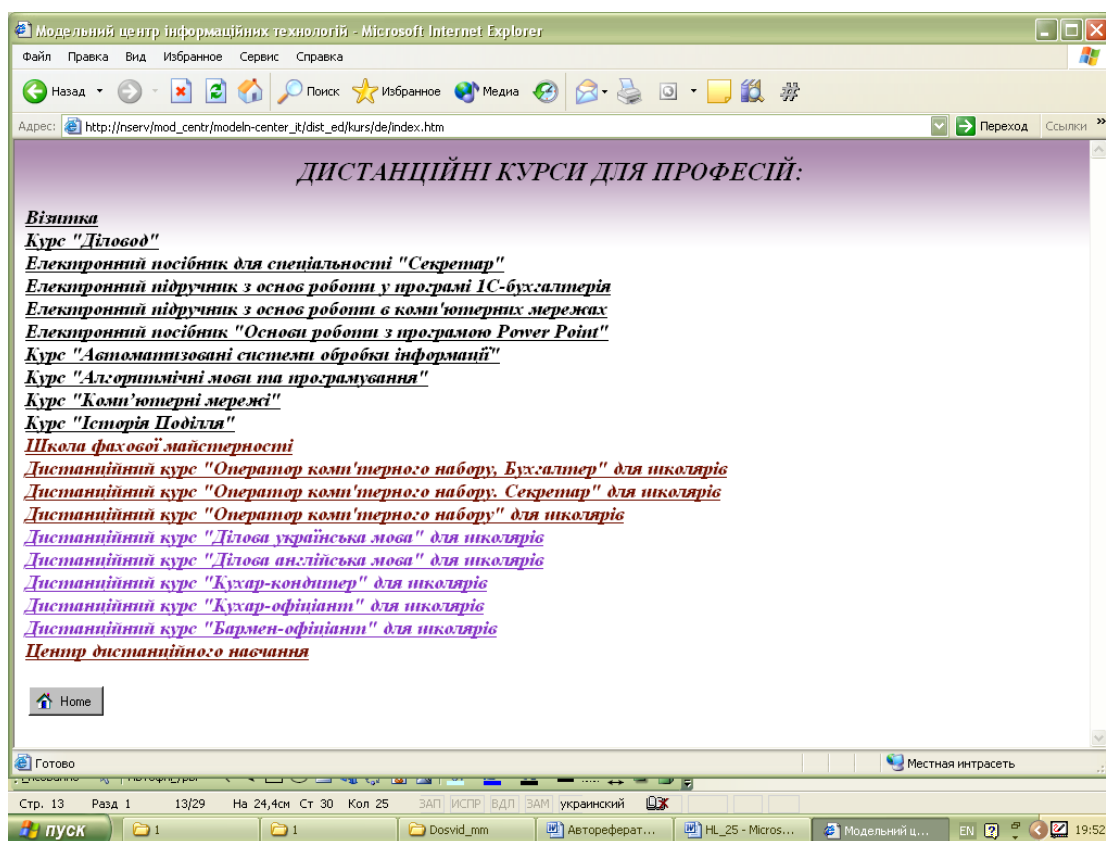 Модельний центр інформаційних технологій - Microsoft Internet Explorer
Файл Правка Вид Избранное Сервис Справка
Назад Поиск Избранное Медиа
Адрес: http://nserv/mod_centr/modeln-center_it/dist_ed/kurs/de/index.htm Переход Ссылки »
ДИСТАНЦІЙНІ КУРСИ ДЛЯ ПРОФЕСІЙ:
Візитка
Курс "Діловод"
Електронний посібник для спеціальності "Секретар"
Електронний підручник з основ роботи у програмі 1С-бухгалтерія
Електронний підручник з основ роботи в комп'ютерних мережах
Електронний посібник "Основи роботи з програмою Power Point"
Курс "Автоматизовані системи обробки інформації"
Курс "Алгоритмічні мови та програмування"
Курс "Комп’ютерні мережі"
Курс "Історія Поділля"
Школа фахової майстерності
Дистанційний курс "Оператор комп'терного набору, Бухгалтер" для школярів
Дистанційний курс "Оператор комп'терного набору. Секретар" для школярів
Дистанційний курс "Оператор комп'терного набору" для школярів
Дистанційний курс "Ділова українська мова" для школярів
Дистанційний курс "Ділова англійська мова" для школярів
Дистанційний курс "Кухар-кондитер" для школярів
Дистанційний курс "Кухар-офіціант" для школярів
Дистанційний курс "Бармен-офіціант" для школярів
Центр дистанційного навчання
Home
Готово Местная интрасеть
Стр. 13 Разд 1 13/29 На 24,4см Ст 30 Кол 25 ЗАП ИСПР ВДЛ ЗАМ украинский
пуск 1 1 Dosvid_mm Автореферат... HL_25 - Micros... Модельний ц... EN 19:52